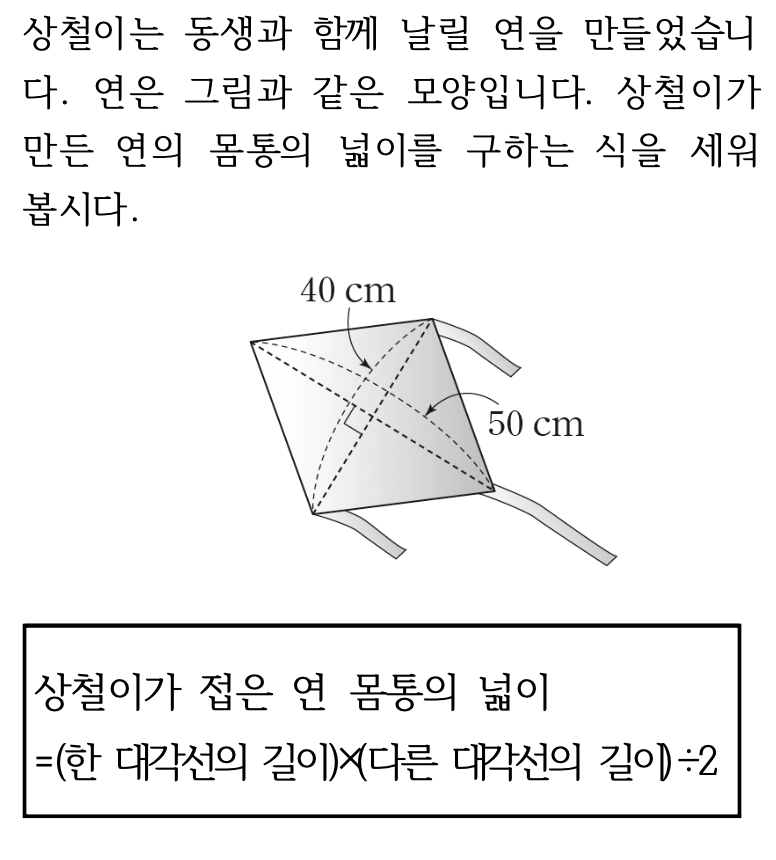 상철이는 동생과 함께 날릴 연을 만들었습니
다. 연은 그림과 같은 모양입니다. 상철이가
만든 연의 몸통의 넓이를 구하는 식을 세워
봅시다.
40 cm
50 cm
상철이가 접은 연 몸통의 넓이
=(한 대각선의 길이)×(다른 대각선의 길이)÷2